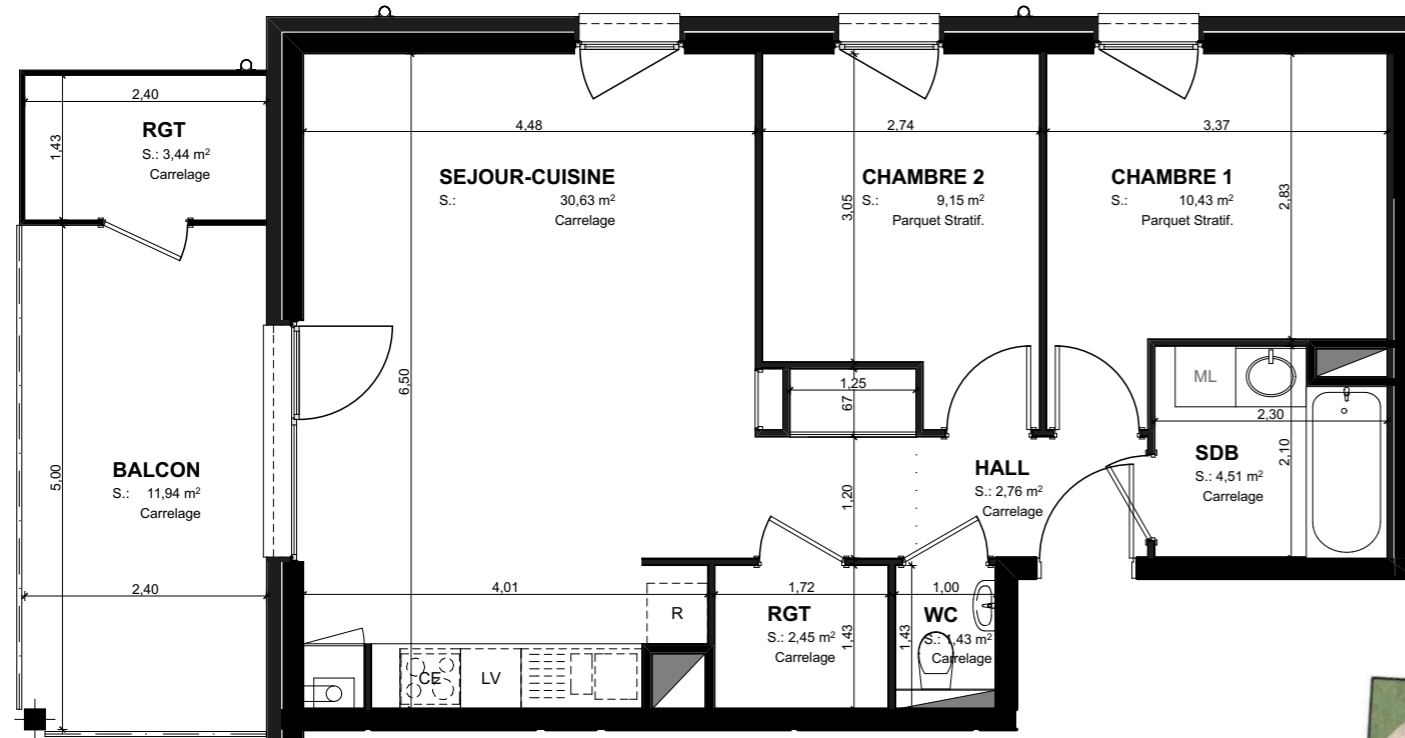 2,40
1,43
RGT
S.: 3,44 m²
Carrelage
4,48
SEJOUR-CUISINE
S.: 30,63 m²
Carrelage
6,50
2,74
CHAMBRE 2
S.: 9,15 m²
Parquet Stratif.
3,05
3,37
CHAMBRE 1
S.: 10,43 m²
Parquet Stratif.
2,83
1,25
67
ML
2,30
2,10
SDB
S.: 4,51 m²
Carrelage
HALL
S.: 2,76 m²
Carrelage
1,20
BALCON
S.: 11,94 m²
Carrelage
5,00
2,40
4,01
R
CE
LV
1,72
RGT
S.: 2,45 m²
Carrelage
1,43
1,00
WC
S.: 1,43 m²
Carrelage
1,43